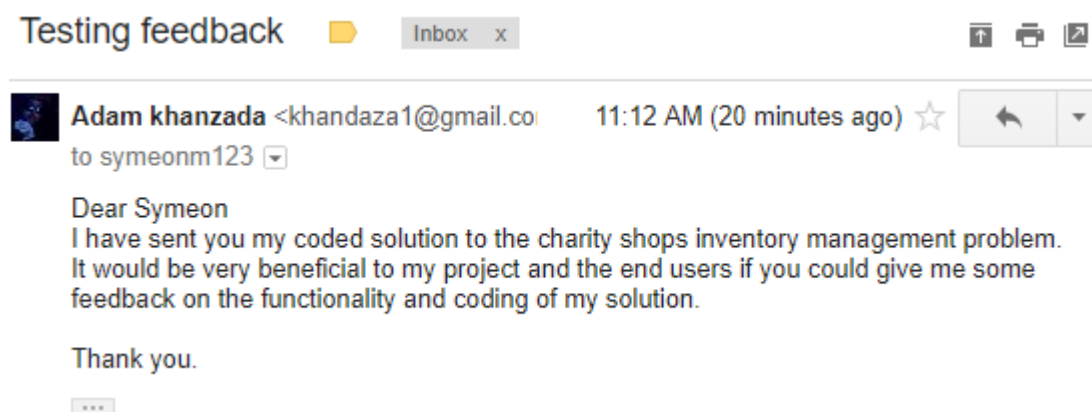 Testing feedback
Inbox x
Adam khanzada <khandaza1@gmail.co
11:12 AM (20 minutes ago)
to symeonm123
Dear Symeon
I have sent you my coded solution to the charity shops inventory management problem.
It would be very beneficial to my project and the end users if you could give me some
feedback on the functionality and coding of my solution.
Thank you.
...